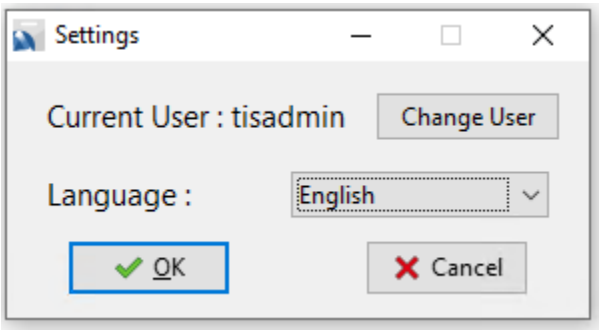 Settings
Current User : tisadmin Change User
Language : English
OK Cancel